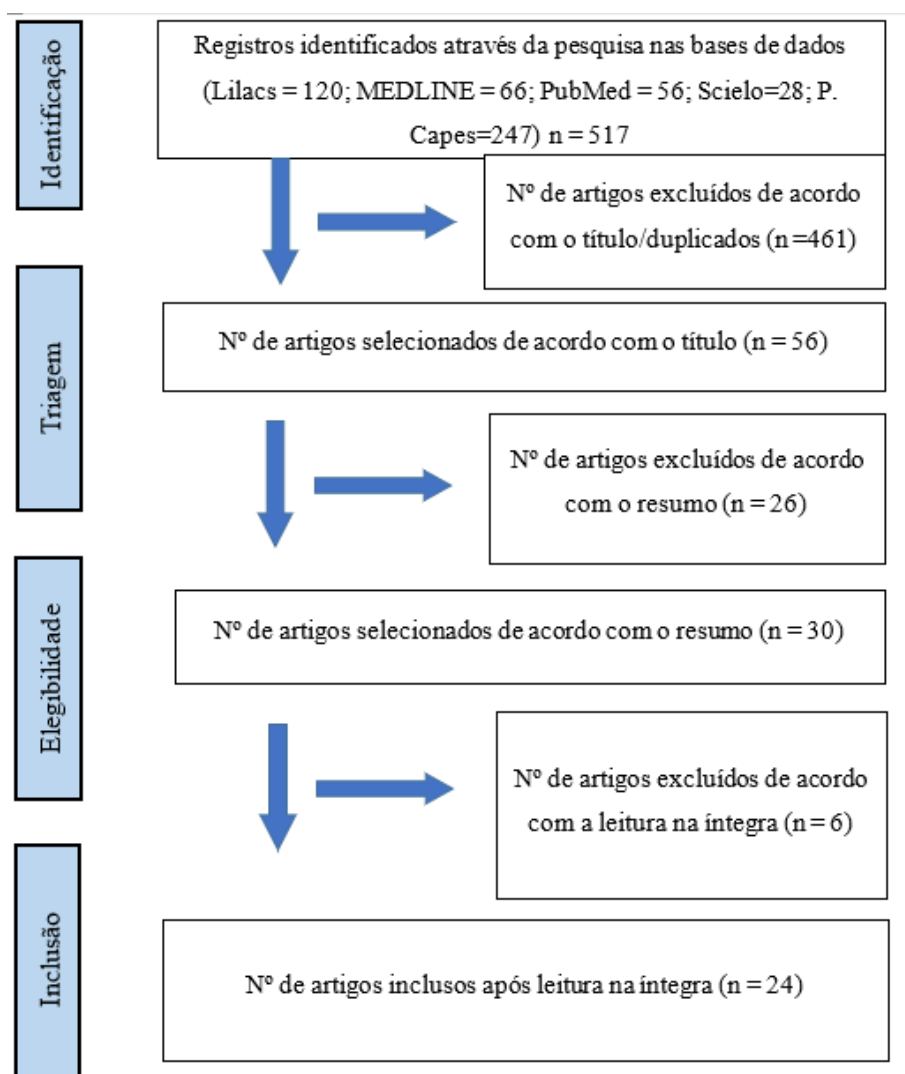 Identificação
Registros identificados através da pesquisa nas bases de dados
(Lilacs = 120; MEDLINE = 66; PubMed = 56; Scielo=28; P.
Capes=247) n = 517
Nº de artigos excluídos de acordo
com o título/duplicados (n =461)
Triagem
Nº de artigos selecionados de acordo com o título (n = 56)
Nº de artigos excluídos de acordo
com o resumo (n = 26)
Elegibilidade
Nº de artigos selecionados de acordo com o resumo (n = 30)
Nº de artigos excluídos de acordo
com a leitura na íntegra (n = 6)
Inclusão
Nº de artigos inclusos após leitura na íntegra (n = 24)